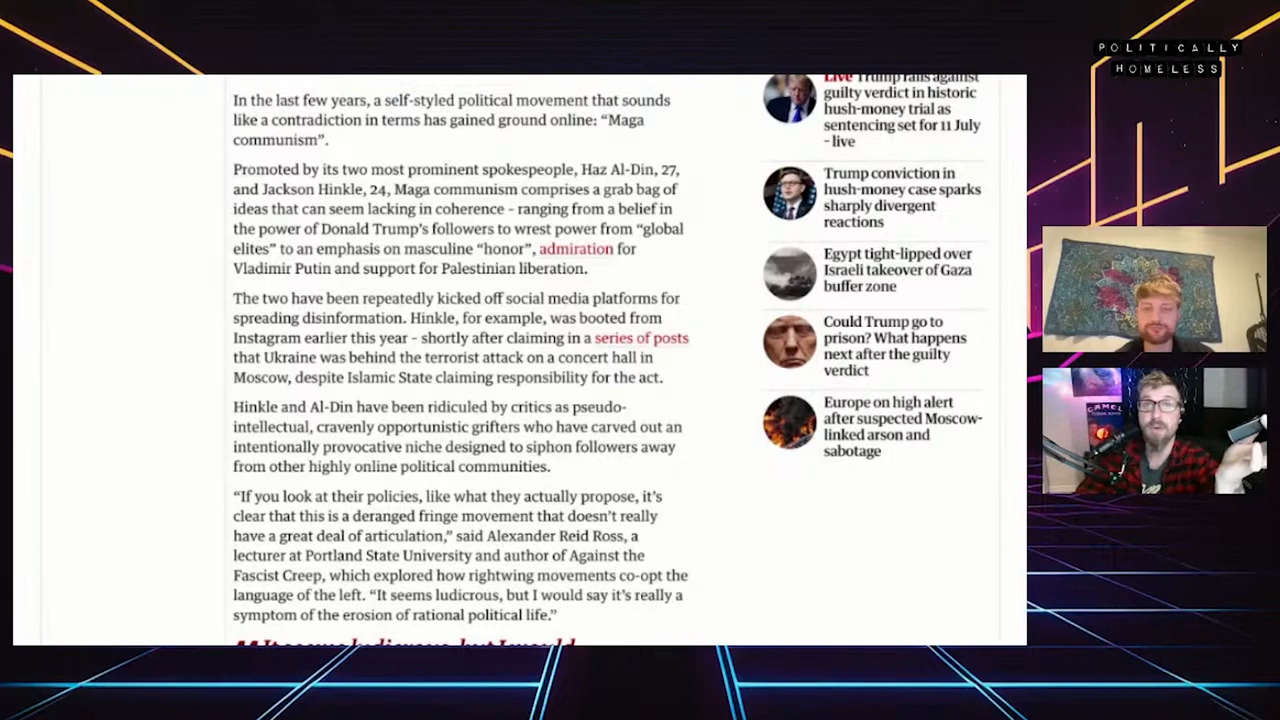 POLITICALLY
HOMELESS
In the last few years, a self-styled political movement that sounds
like a contradiction in terms has gained ground online: “Maga
communism”.
Promoted by its two most prominent spokespeople, Haz Al-Din, 27,
and Jackson Hinkle, 24, Maga communism comprises a grab bag of
ideas that can seem lacking in coherence – ranging from a belief in
the power of Donald Trump’s followers to wrest power from “global
elites” to an emphasis on masculine “honor”, admiration for
Vladimir Putin and support for Palestinian liberation.
The two have been repeatedly kicked off social media platforms for
spreading disinformation. Hinkle, for example, was booted from
Instagram earlier this year – shortly after claiming in a series of posts
that Ukraine was behind the terrorist attack on a concert hall in
Moscow, despite Islamic State claiming responsibility for the act.
Hinkle and Al-Din have been ridiculed by critics as pseudo-
intellectual, cravenly opportunistic grifters who have carved out an
intentionally provocative niche designed to siphon followers away
from other highly online political communities.
“If you look at their policies, like what they actually propose, it’s
clear that this is a deranged fringe movement that doesn’t really
have a great deal of articulation,” said Alexander Reid Ross, a
lecturer at Portland State University and author of Against the
Fascist Creep, which explored how rightwing movements co-opt the
language of the left. “It seems ludicrous, but I would say it’s really a
symptom of the erosion of rational political life.”
It seems ludicrous, but I would
Live Trump rails against
guilty verdict in historic
hush-money trial as
sentencing set for 11 July
– live
Trump conviction in
hush-money case sparks
sharply divergent
reactions
Egypt tight-lipped over
Israeli takeover of Gaza
buffer zone
Could Trump go to
prison? What happens
next after the guilty
verdict
Europe on high alert
after suspected Moscow-
linked arson and
sabotage
CAMEL